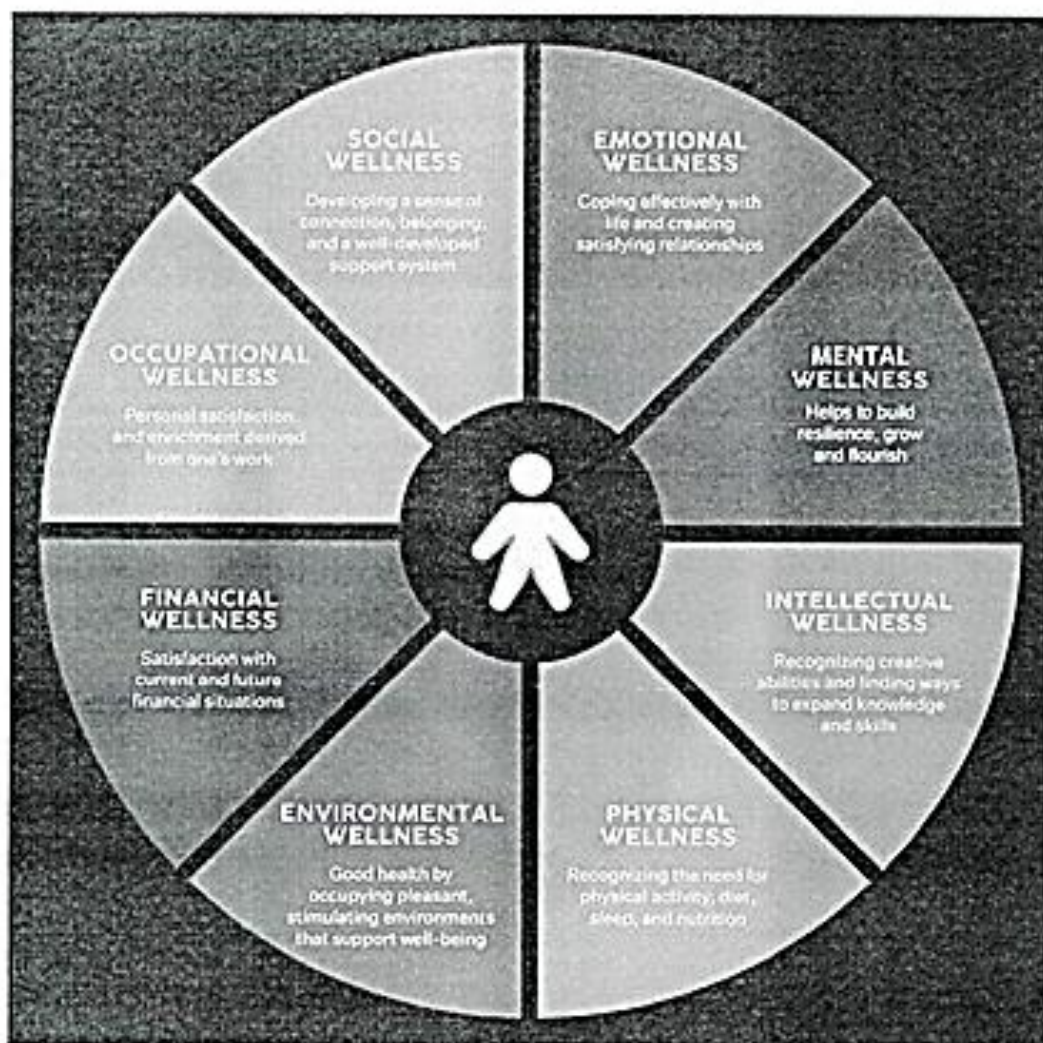 SOCIAL
WELLNESS
Developing a sense of
connection, belonging,
and a well-developed
support system
EMOTIONAL
WELLNESS
Coping effectively with
life and creating
satisfying relationships
MENTAL
WELLNESS
Helps to build
resilience, grow
and flourish
INTELLECTUAL
WELLNESS
Recognizing creative
abilities and finding ways
to expand knowledge
and skills
PHYSICAL
WELLNESS
Recognizing the need for
physical activity, diet,
sleep, and nutrition
ENVIRONMENTAL
WELLNESS
Good health by
occupying pleasant,
stimulating environments
that support well-being
FINANCIAL
WELLNESS
Satisfaction with
current and future
financial situations
OCCUPATIONAL
WELLNESS
Personal satisfaction
and enrichment derived
from one's work